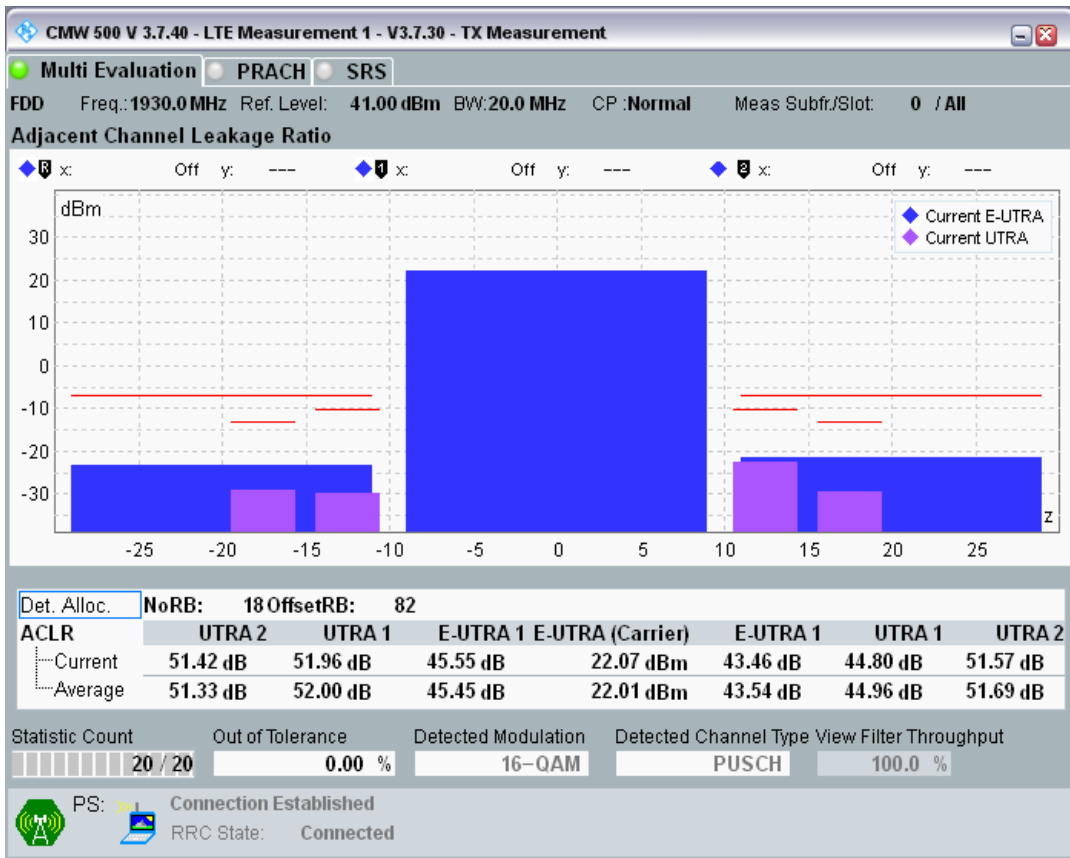 CMW 500 V 3.7.40 - LTE Measurement 1 - V3.7.30 - TX Measurement
Multi Evaluation PRACH SRS
FDD Freq.:1930.0 MHz Ref. Level: 41.00 dBm BW:20.0 MHz CP :Normal Meas Subfr./Slot: 0 / All
Adjacent Channel Leakage Ratio
R x: Off y: --- 1 x: Off y: --- 2 x: Off y: ---
dBm
Current E-UTRA
Current UTRA
30
20
10
0
-10
-20
-30
z
-25 -20 -15 -10 -5 0 5 10 15 20 25
Det. Alloc. NoRB: 18 OffsetRB: 82
ACLR UTRA 2 UTRA 1 E-UTRA 1 E-UTRA (Carrier) E-UTRA 1 UTRA 1 UTRA 2
Current 51.42 dB 51.96 dB 45.55 dB 22.07 dBm 43.46 dB 44.80 dB 51.57 dB
Average 51.33 dB 52.00 dB 45.45 dB 22.01 dBm 43.54 dB 44.96 dB 51.69 dB
Statistic Count Out of Tolerance Detected Modulation Detected Channel Type View Filter Throughput
20 / 20 0.00 % 16-QAM PUSCH 100.0 %
PS: Connection Established
RRC State: Connected